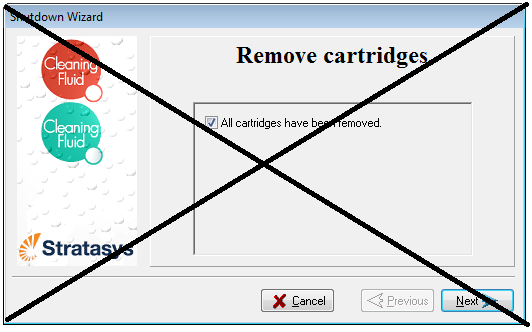 Shutdown Wizard
Cleaning
Fluid
Cleaning
Fluid
Stratasys
Remove cartridges
All cartridges have been removed.
Cancel
Previous
Next